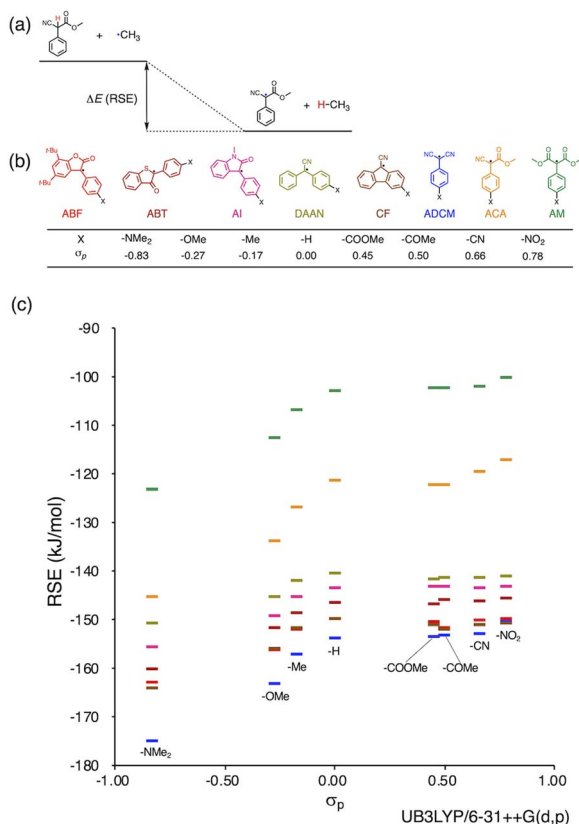 (a)
NC H O O
+ •CH3
ΔE (RSE)
NC O O
+ H–CH3
(b)
t-Bu O O t-Bu X
S O X
N O X
CN X
CN X
NC CN X
NC O O X
O O O O X
ABF ABT AI DAAN CF ADCM ACA AM
X -NMe2 -OMe -Me -H -COOMe -COMe -CN -NO2
σp -0.83 -0.27 -0.17 0.00 0.45 0.50 0.66 0.78
(c)
RSE (kJ/mol)
-90
-100
-110
-120
-130
-140
-150
-160
-170
-180
-NMe2
-OMe
-Me
-H
-COOMe
-COMe
-CN
-NO2
-1.00 -0.50 0.00 0.50 1.00
σp
UB3LYP/6-31++G(d,p)